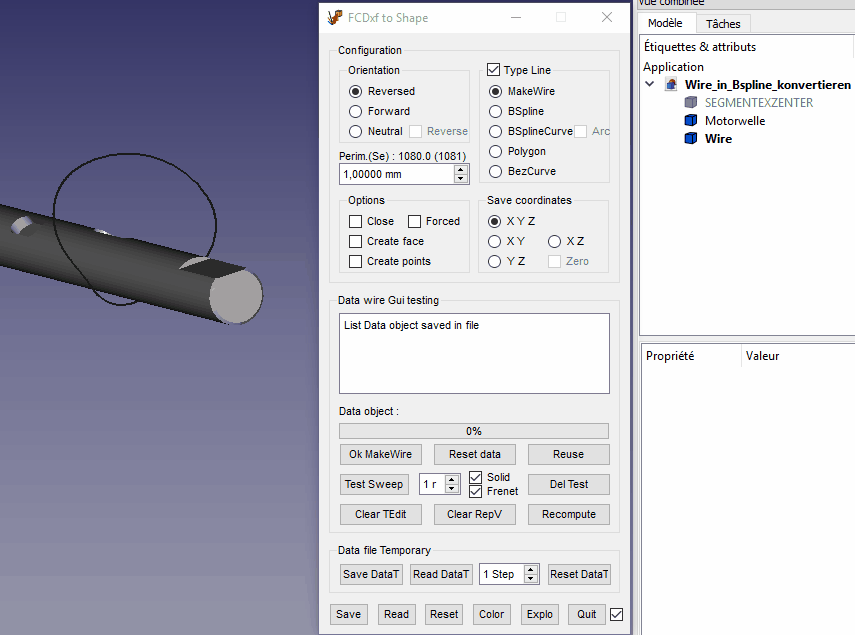 FCDxf to Shape
Configuration
Orientation
Reversed
Forward
Neutral Reverse
Perim.(Se) : 1080.0 (1081)
1,00000 mm
Type Line
MakeWire
BSpline
BSplineCurve Arc
Polygon
BezCurve
Options
Close Forced
Create face
Create points
Save coordinates
X Y Z
X Y X Z
Y Z Zero
Data wire Gui testing
List Data object saved in file
Data object :
0%
Ok MakeWire Reset data Reuse
Test Sweep 1 r Solid Frenet Del Test
Clear TEdit Clear RepV Recompute
Data file Temporary
Save DataT Read DataT 1 Step Reset DataT
Save Read Reset Color Explo Quit
Vue combinée
Modèle Tâches
Étiquettes & attributs
Application
Wire_in_Bspline_konvertieren
SEGMENTEXZENTER
Motorwelle
Wire
Propriété Valeur